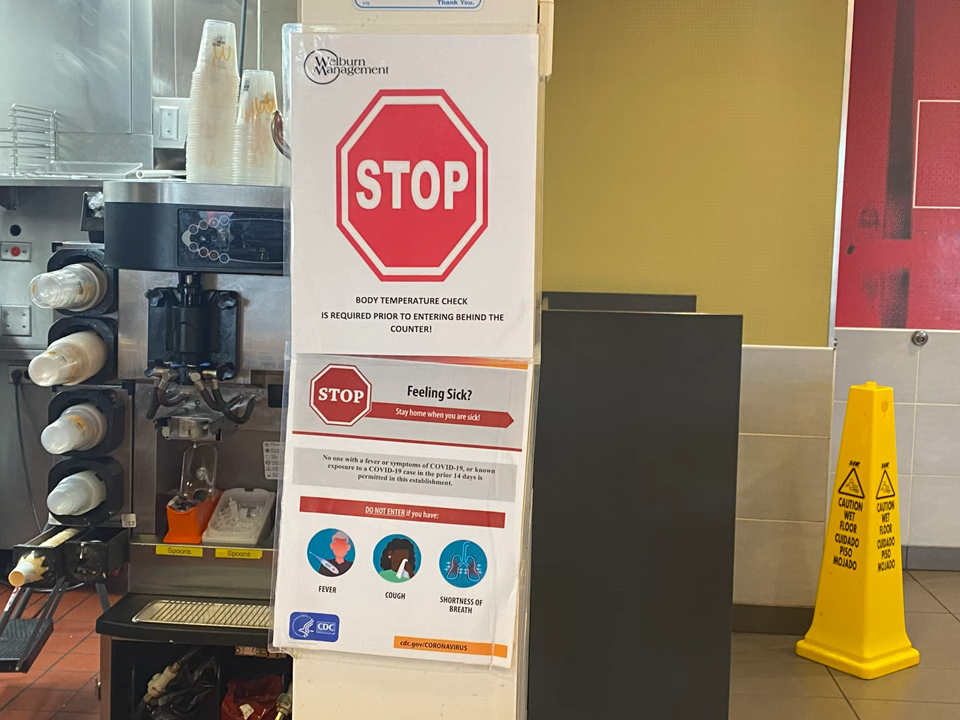 Thank You.
Welburn
Management
STOP
BODY TEMPERATURE CHECK
IS REQUIRED PRIOR TO ENTERING BEHIND THE
COUNTER!
STOP
Feeling Sick?
Stay home when you are sick!
No one with a fever or symptoms of COVID-19, or known
exposure to a COVID-19 case in the prior 14 days is
permitted in this establishment.
DO NOT ENTER if you have:
FEVER
COUGH
SHORTNESS OF
BREATH
CDC
cdc.gov/CORONAVIRUS
Spoons
Spoons
CAUTION
WET
FLOOR
CUIDADO
PISO
MOJADO
CAUTION
WET
FLOOR
CUIDADO
PISO
MOJADO